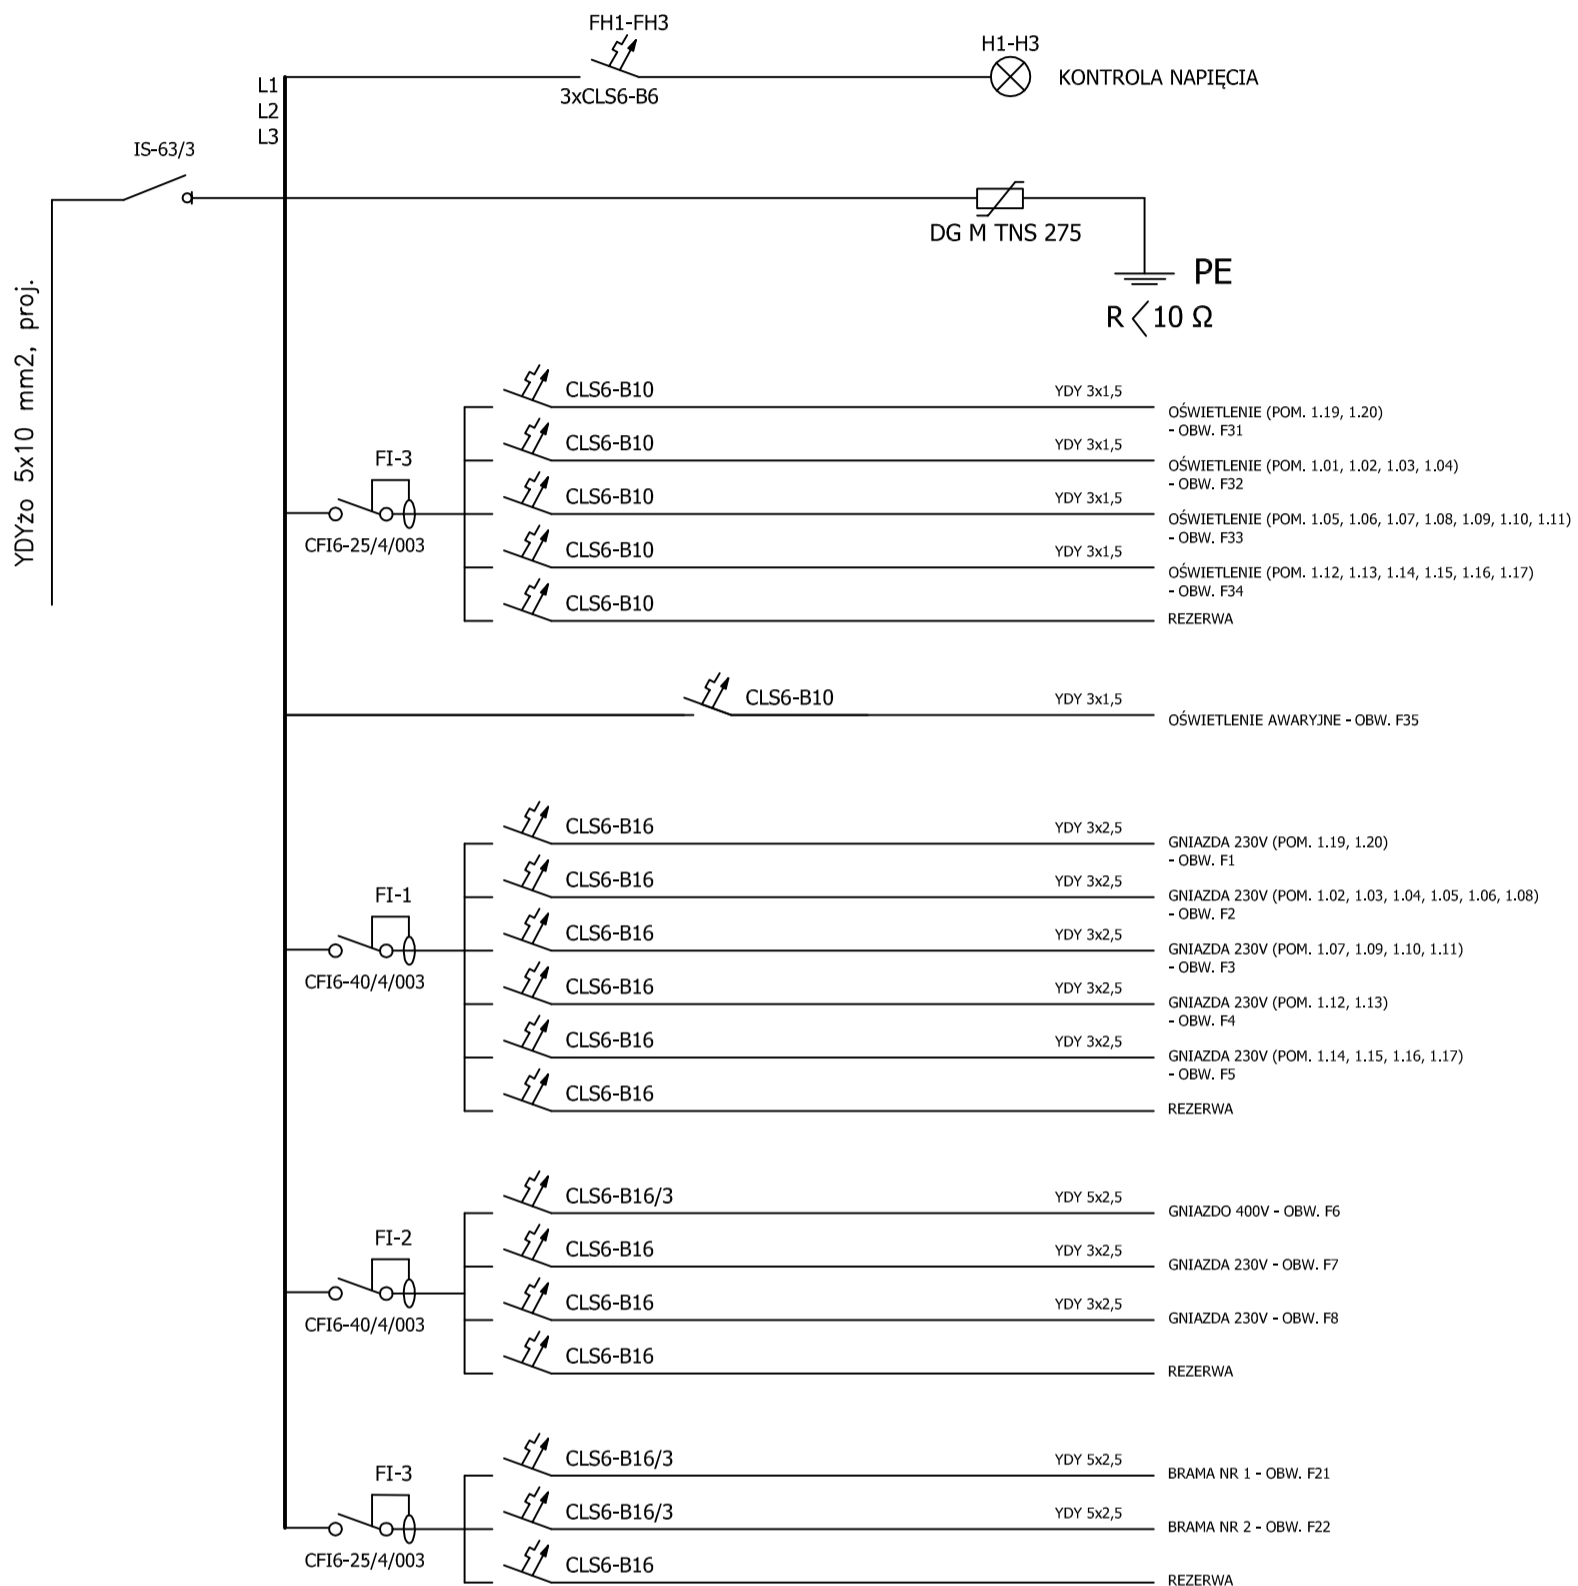 FH1-FH3
3xCLS6-B6
H1-H3
KONTROLA NAPIĘCIA
L1
L2
L3
IS-63/3
DG M TNS 275
PE
R < 10 Ω
YDYżo 5x10 mm2, proj.
CLS6-B10
YDY 3x1,5
OŚWIETLENIE (POM. 1.19, 1.20)
- OBW. F31
CLS6-B10
YDY 3x1,5
OŚWIETLENIE (POM. 1.01, 1.02, 1.03, 1.04)
- OBW. F32
FI-3
CFI6-25/4/003
CLS6-B10
YDY 3x1,5
OŚWIETLENIE (POM. 1.05, 1.06, 1.07, 1.08, 1.09, 1.10, 1.11)
- OBW. F33
CLS6-B10
YDY 3x1,5
OŚWIETLENIE (POM. 1.12, 1.13, 1.14, 1.15, 1.16, 1.17)
- OBW. F34
CLS6-B10
REZERWA
CLS6-B10
YDY 3x1,5
OŚWIETLENIE AWARYJNE - OBW. F35
CLS6-B16
YDY 3x2,5
GNIAZDA 230V (POM. 1.19, 1.20)
- OBW. F1
CLS6-B16
YDY 3x2,5
GNIAZDA 230V (POM. 1.02, 1.03, 1.04, 1.05, 1.06, 1.08)
- OBW. F2
FI-1
CFI6-40/4/003
CLS6-B16
YDY 3x2,5
GNIAZDA 230V (POM. 1.07, 1.09, 1.10, 1.11)
- OBW. F3
CLS6-B16
YDY 3x2,5
GNIAZDA 230V (POM. 1.12, 1.13)
- OBW. F4
CLS6-B16
YDY 3x2,5
GNIAZDA 230V (POM. 1.14, 1.15, 1.16, 1.17)
- OBW. F5
CLS6-B16
REZERWA
CLS6-B16/3
YDY 5x2,5
GNIAZDO 400V - OBW. F6
FI-2
CFI6-40/4/003
CLS6-B16
YDY 3x2,5
GNIAZDA 230V - OBW. F7
CLS6-B16
YDY 3x2,5
GNIAZDA 230V - OBW. F8
CLS6-B16
REZERWA
CLS6-B16/3
YDY 5x2,5
BRAMA NR 1 - OBW. F21
FI-3
CFI6-25/4/003
CLS6-B16/3
YDY 5x2,5
BRAMA NR 2 - OBW. F22
CLS6-B16
REZERWA